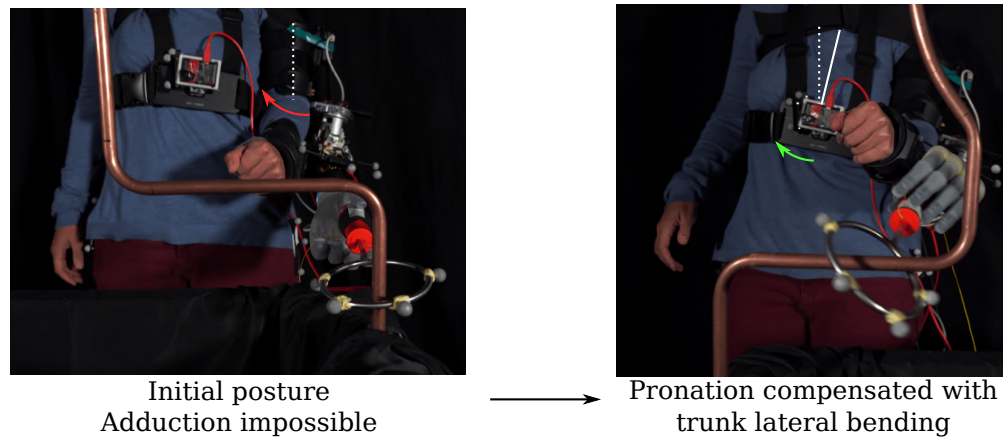 Initial posture
Adduction impossible
Pronation compensated with
trunk lateral bending